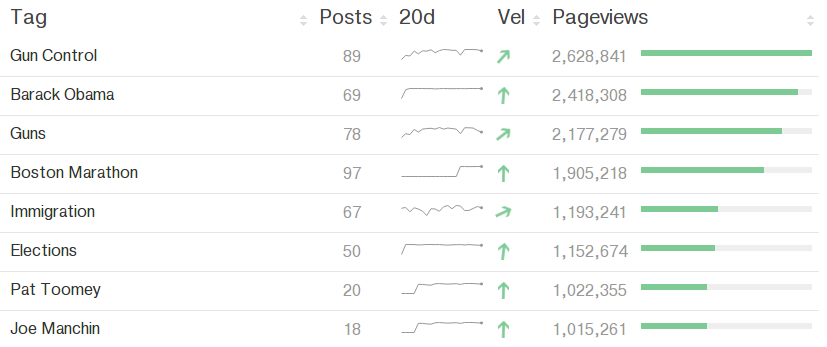 Tag Posts 20d Vel Pageviews
Gun Control 89 2,628,841
Barack Obama 69 2,418,308
Guns 78 2,177,279
Boston Marathon 97 1,905,218
Immigration 67 1,193,241
Elections 50 1,152,674
Pat Toomey 20 1,022,355
Joe Manchin 18 1,015,261